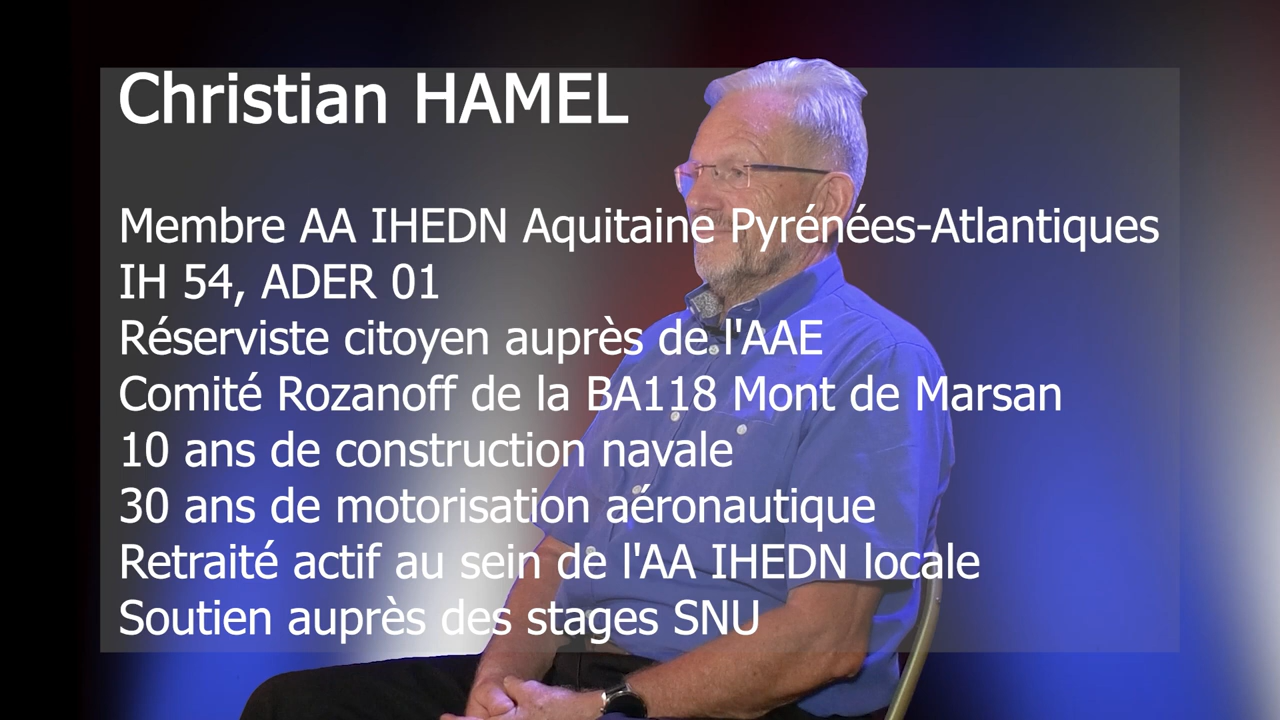 Christian HAMEL
Membre AA IHEDN Aquitaine Pyrénées-Atlantiques
IH 54, ADER 01
Réserviste citoyen auprès de l'AAE
Comité Rozanoff de la BA118 Mont de Marsan
10 ans de construction navale
30 ans de motorisation aéronautique
Retraité actif au sein de l'AA IHEDN locale
Soutien auprès des stages SNU